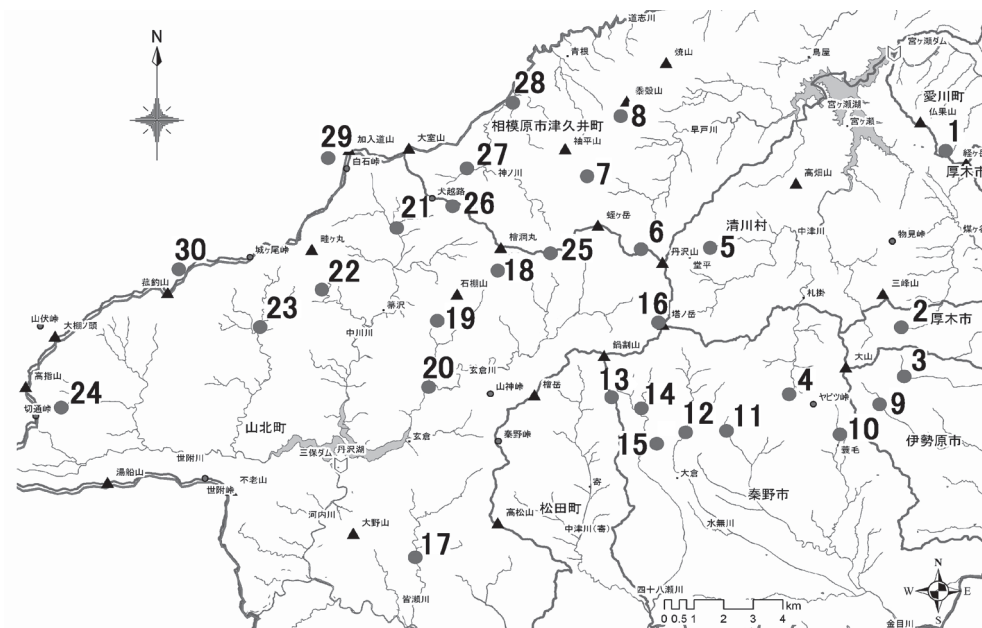 道志川
宮ヶ瀬ダム
N
青根
焼山
鳥屋
28
黍殻山
8
宮ヶ瀬湖
宮ヶ瀬
愛川町
仏果山
1
相模原市津久井町
早戸川
経ヶ岳
厚木市
29
加入道山
大室山
袖平山
白石峠
27
神ノ川
7
高畑山
21
大越路
26
清川村
中津川
物見峠
煤ヶ谷
蛭ヶ岳
6
5
城ヶ尾峠
畦ヶ丸
檜洞丸
25
丹沢山
堂平
30
18
菰釣山
22
石棚山
三峰山
札掛
23
箒沢
19
16
塔ノ岳
2
厚木市
山伏峠
大棚ノ頭
中川川
鍋割山
大山
3
高指山
20
玄倉川
山神峠
檜岳
13
14
4
ヤビツ峠
9
切通峠
24
12
11
10
伊勢原市
山北町
玄倉
秦野峠
15
蓑毛
三保ダム
丹沢湖
世附川
大倉
湯船山
世附峠
不老山
寄
秦野市
河内川
高松山
松田町
中津川(寄)
水無川
大野山
17
N
W
E
S
皆瀬川
四十八瀬川
0 0.5 1 2 3 4
km
金目川